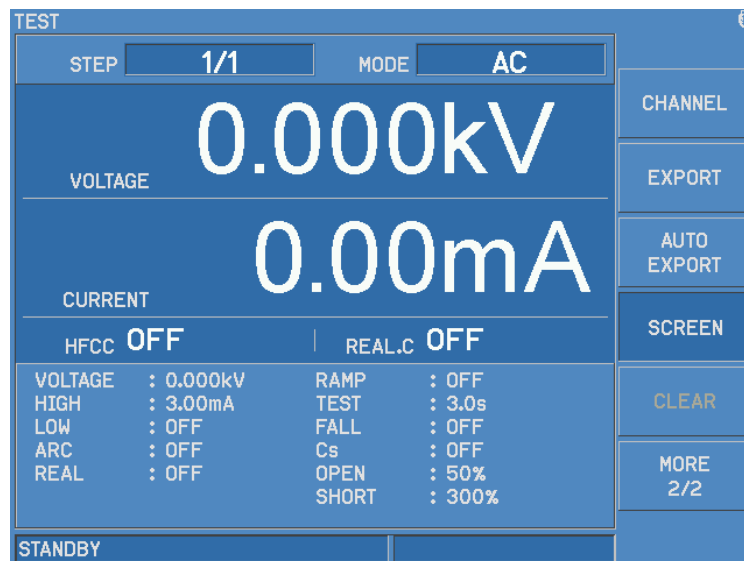 TEST
STEP 1/1 MODE AC
VOLTAGE 0.000kV
CURRENT 0.00mA
HFCC OFF REAL.C OFF
VOLTAGE : 0.000kV RAMP : OFF
HIGH : 3.00mA TEST : 3.0s
LOW : OFF FALL : OFF
ARC : OFF Cs : OFF
REAL : OFF OPEN : 50%
SHORT : 300%
STANDBY
CHANNEL
EXPORT
AUTO
EXPORT
SCREEN
CLEAR
MORE
2/2